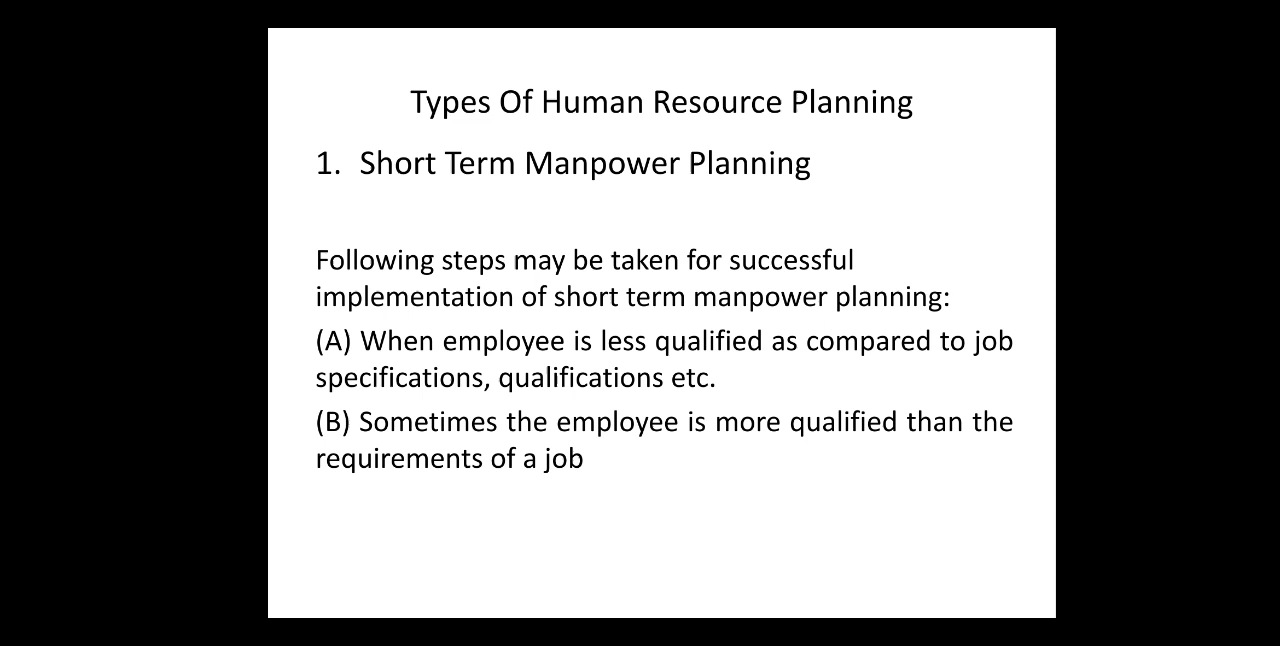 Types Of Human Resource Planning
1. Short Term Manpower Planning
Following steps may be taken for successful
implementation of short term manpower planning:
(A) When employee is less qualified as compared to job
specifications, qualifications etc.
(B) Sometimes the employee is more qualified than the
requirements of a job